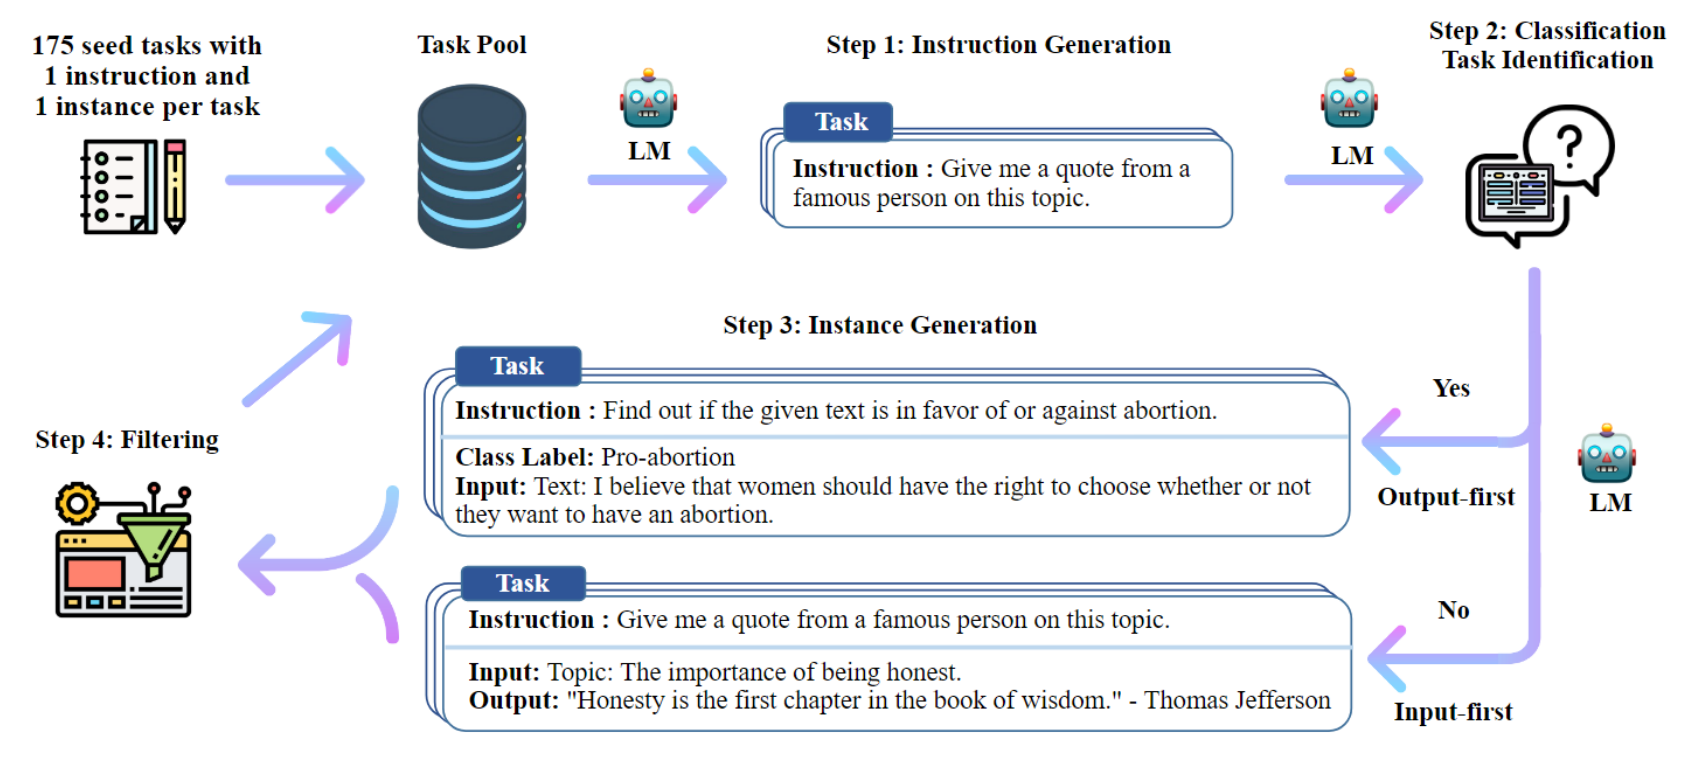 175 seed tasks with
1 instruction and
1 instance per task
Task Pool
LM
Step 1: Instruction Generation
Task
Instruction : Give me a quote from a
famous person on this topic.
LM
Step 2: Classification
Task Identification
Step 3: Instance Generation
Task
Instruction : Find out if the given text is in favor of or against abortion.
Class Label: Pro-abortion
Input: Text: I believe that women should have the right to choose whether or not
they want to have an abortion.
Yes
Output-first
LM
Task
Instruction : Give me a quote from a famous person on this topic.
Input: Topic: The importance of being honest.
Output: "Honesty is the first chapter in the book of wisdom." - Thomas Jefferson
No
Input-first
Step 4: Filtering